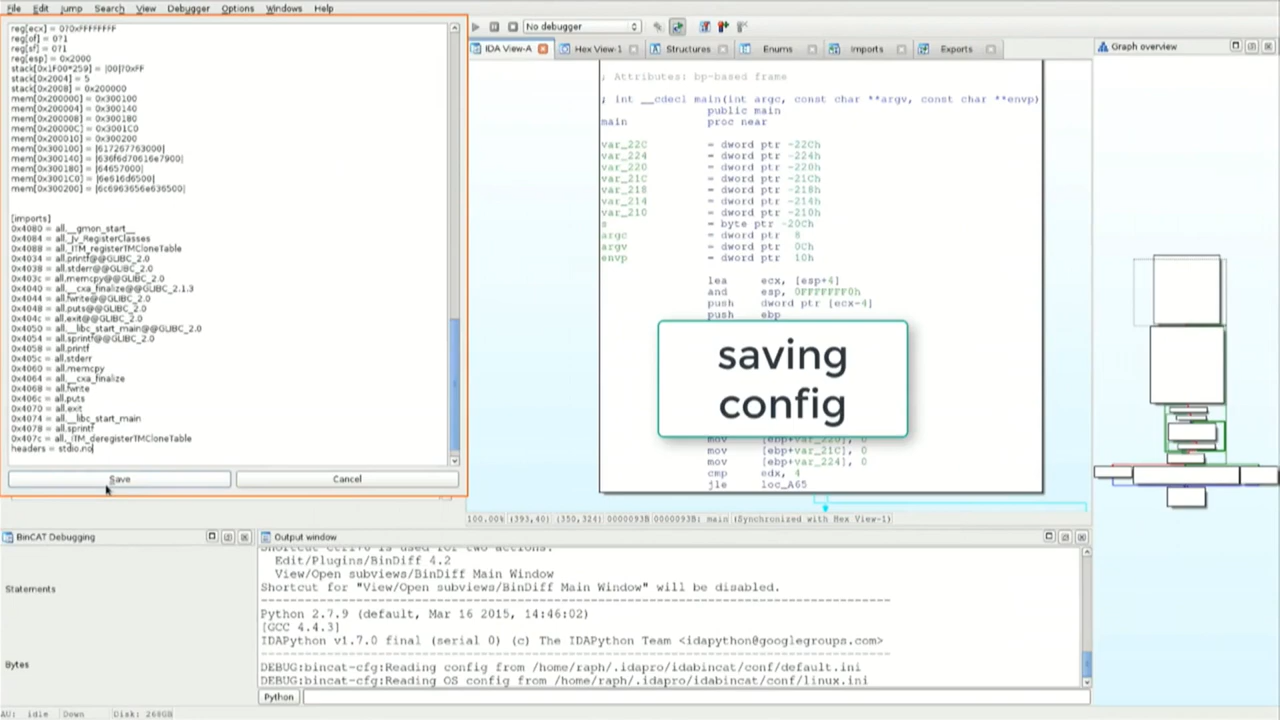 File Edit Jump Search View Debugger Options Windows Help
reg[ecx] = 0?0xFFFFFFFF
reg[of] = 0?1
reg[sf] = 0?1
reg[esp] = 0x2000
stack[0x1F00*259] = |00|?0xFF
stack[0x2004] = 5
stack[0x2008] = 0x200000
mem[0x200000] = 0x300100
mem[0x200004] = 0x300140
mem[0x200008] = 0x300180
mem[0x20000C] = 0x3001C0
mem[0x200010] = 0x300200
mem[0x300100] = |617267763000|
mem[0x300140] = |636f6d70616e7900|
mem[0x300180] = |64657000|
mem[0x3001C0] = |6e616d6500|
mem[0x300200] = |6c6963656e636500|
[imports]
0x4080 = all.__gmon_start__
0x4084 = all._Jv_RegisterClasses
0x4088 = all._ITM_registerTMCloneTable
0x4034 = all.printf@@GLIBC_2.0
0x4038 = all.stderr@@GLIBC_2.0
0x403c = all.memcpy@@GLIBC_2.0
0x4040 = all.__cxa_finalize@@GLIBC_2.1.3
0x4044 = all.fwrite@@GLIBC_2.0
0x4048 = all.puts@@GLIBC_2.0
0x404c = all.exit@@GLIBC_2.0
0x4050 = all.__libc_start_main@@GLIBC_2.0
0x4054 = all.sprintf@@GLIBC_2.0
0x4058 = all.printf
0x405c = all.stderr
0x4060 = all.memcpy
0x4064 = all.__cxa_finalize
0x4068 = all.fwrite
0x406c = all.puts
0x4070 = all.exit
0x4074 = all.__libc_start_main
0x4078 = all.sprintf
0x407c = all._ITM_deregisterTMCloneTable
headers = stdio.no
Save Cancel
No debugger
IDA View-A Hex View-1 Structures Enums Imports Exports
; Attributes: bp-based frame
; int __cdecl main(int argc, const char **argv, const char **envp)
public main
main proc near
var_22C = dword ptr -22Ch
var_224 = dword ptr -224h
var_220 = dword ptr -220h
var_21C = dword ptr -21Ch
var_218 = dword ptr -218h
var_214 = dword ptr -214h
var_210 = dword ptr -210h
s = byte ptr -20Ch
argc = dword ptr 8
argv = dword ptr 0Ch
envp = dword ptr 10h
lea ecx, [esp+4]
and esp, 0FFFFFFF0h
push dword ptr [ecx-4]
push ebp
saving
config
mov [ebp+var_220], 0
mov [ebp+var_21C], 0
mov [ebp+var_224], 0
cmp edx, 4
jle loc_A65
100.00% (393,40) (350,324) 0000093B 0000093B: main (Synchronized with Hex View-1)
Graph overview
BinCAT Debugging
Statements
Bytes
Output window
Shortcut Ctrl+6 is used for two actions:
Edit/Plugins/BinDiff 4.2
View/Open subviews/BinDiff Main Window
Shortcut for "View/Open subviews/BinDiff Main Window" will be disabled.
Python 2.7.9 (default, Mar 16 2015, 14:46:02)
[GCC 4.4.3]
IDAPython v1.7.0 final (serial 0) (c) The IDAPython Team <idapython@googlegroups.com>
DEBUG:bincat-cfg:Reading config from /home/raph/.idapro/idabincat/conf/default.ini
DEBUG:bincat-cfg:Reading OS config from /home/raph/.idapro/idabincat/conf/linux.ini
Python
AU: idle Down Disk: 268GB